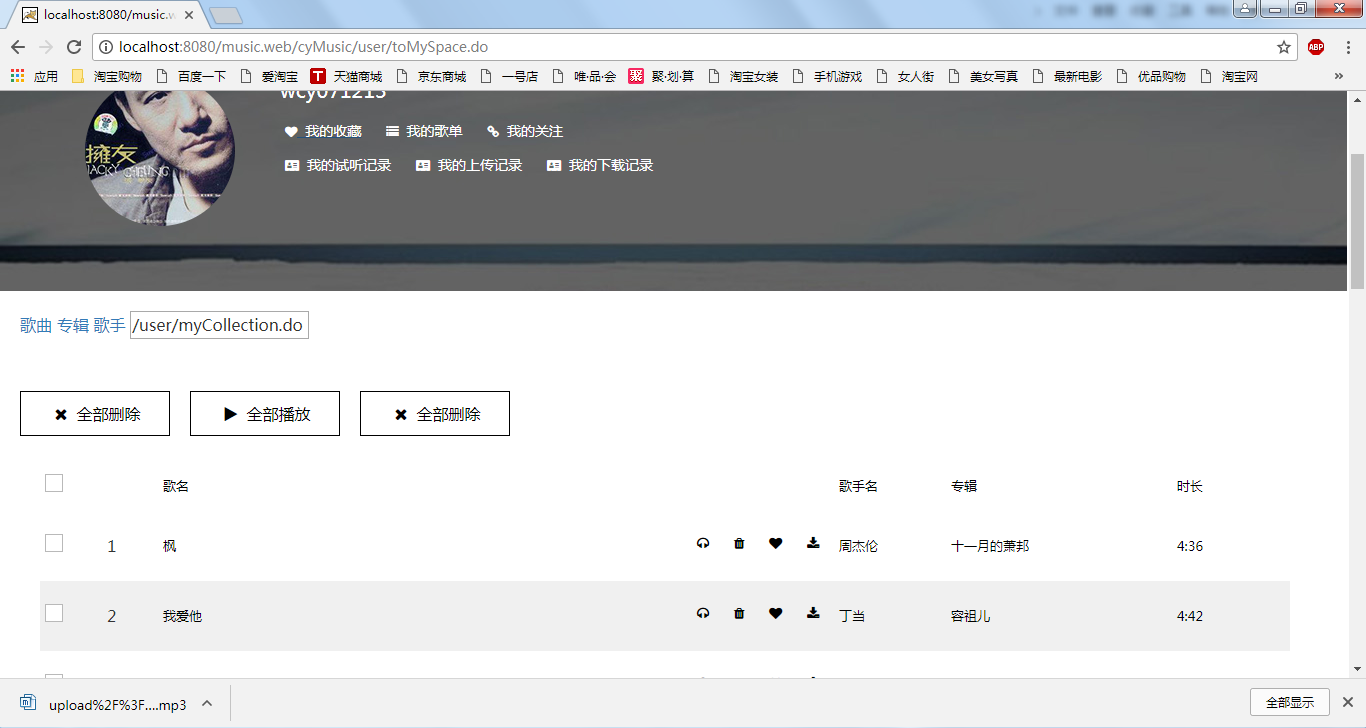 localhost:8080/music.w
localhost:8080/music.web/cyMusic/user/toMySpace.do
ABP
应用 淘宝购物 百度一下 爱淘宝 T 天猫商城 京东商城 一号店 唯·品·会 聚 聚·划·算 淘宝女装 手机游戏 女人街 美女写真 最新电影 优品购物 淘宝网 »
wcy071213
我的收藏 我的歌单 我的关注
擁友
JACKY CHEUNG
我的试听记录 我的上传记录 我的下载记录
歌曲 专辑 歌手 /user/myCollection.do
全部删除 全部播放 全部删除
歌名 歌手名 专辑 时长
1 枫 周杰伦 十一月的萧邦 4:36
2 我爱他 丁当 容祖儿 4:42
upload%2F%3F....mp3 全部显示